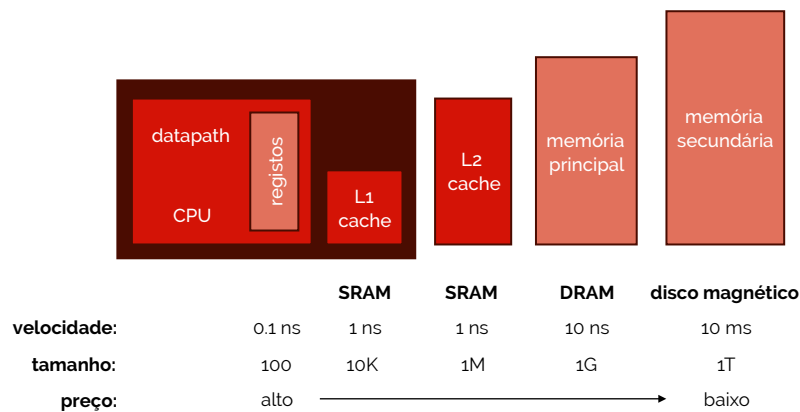 datapath
registos
CPU
L1
cache
L2
cache
memória
principal
memória
secundária
SRAM SRAM DRAM disco magnético
velocidade: 0.1 ns 1 ns 1 ns 10 ns 10 ms
tamanho: 100 10K 1M 1G 1T
preço: alto baixo